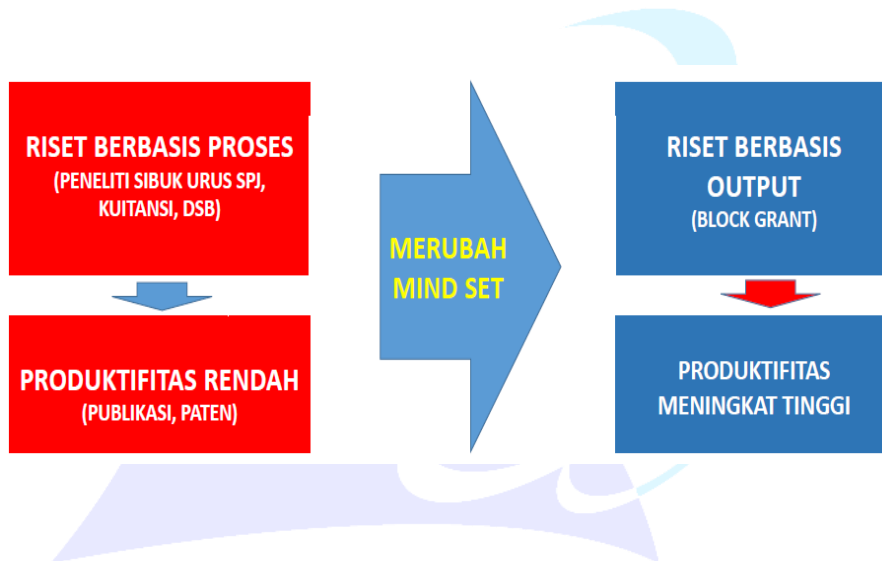 RISET BERBASIS PROSES
(PENELITI SIBUK URUS SPJ,
KUITANSI, DSB)
PRODUKTIFITAS RENDAH
(PUBLIKASI, PATEN)
MERUBAH
MIND SET
RISET BERBASIS
OUTPUT
(BLOCK GRANT)
PRODUKTIFITAS
MENINGKAT TINGGI